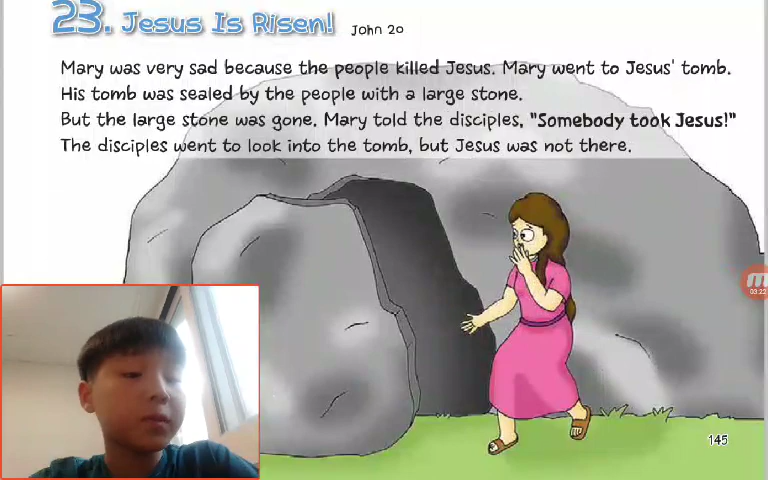 23. Jesus Is Risen! John 20
Mary was very sad because the people killed Jesus. Mary went to Jesus' tomb.
His tomb was sealed by the people with a large stone.
But the large stone was gone. Mary told the disciples, "Somebody took Jesus!"
The disciples went to look into the tomb, but Jesus was not there.
03:22
145